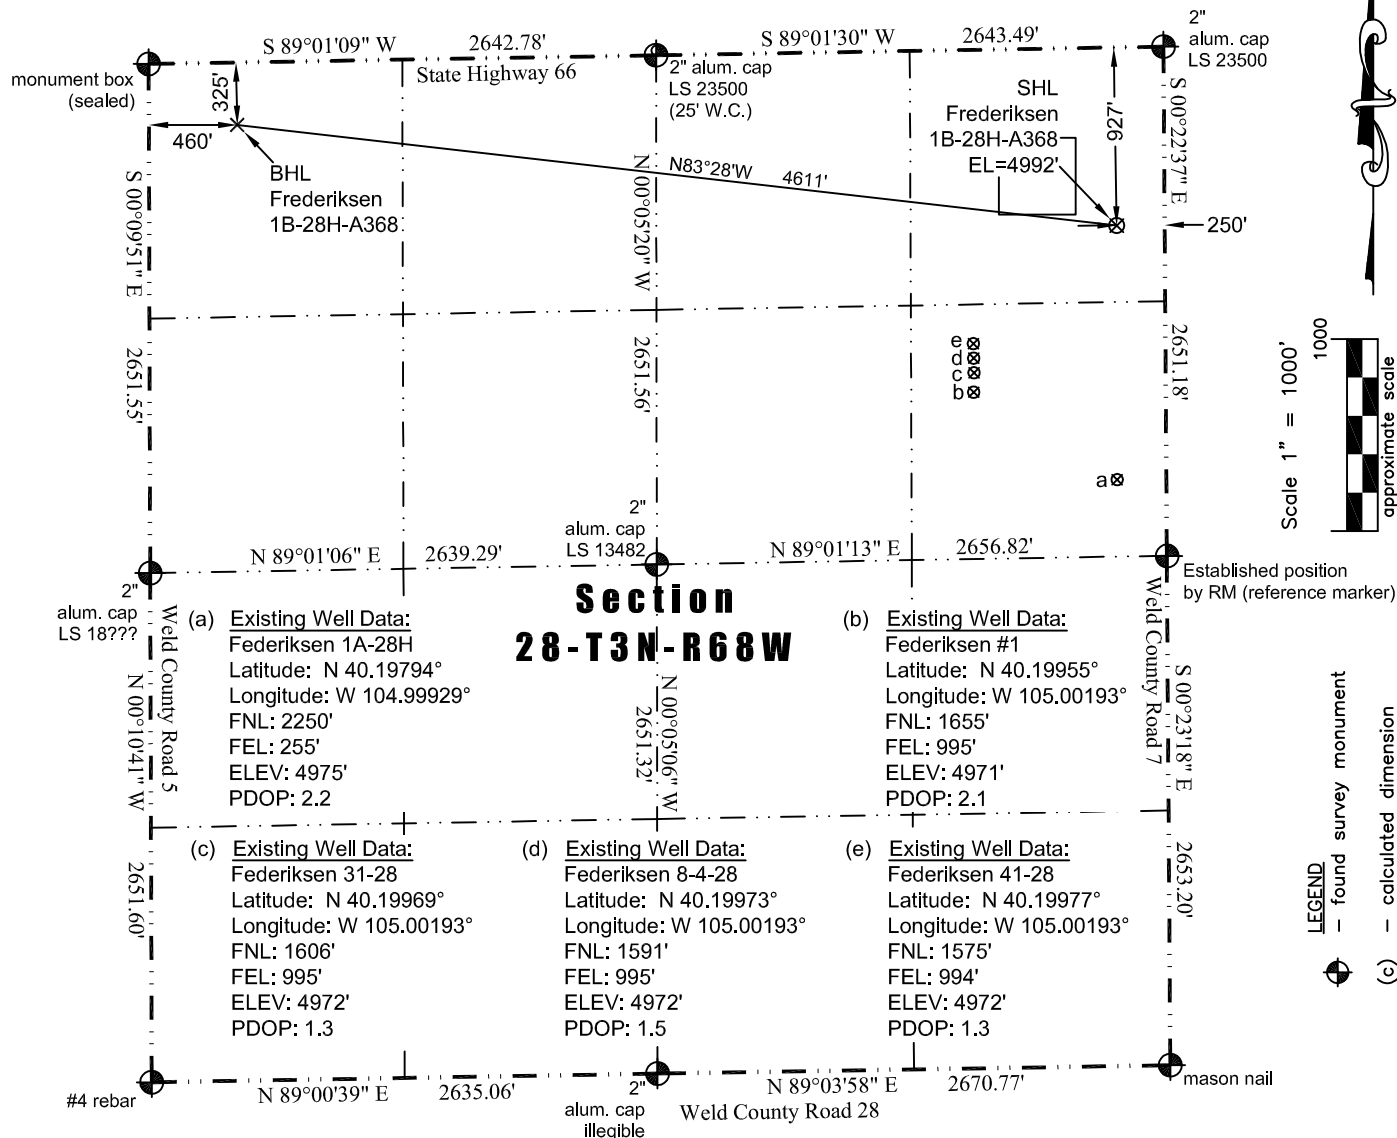 S 89°01'09" W
2642.78'
State Highway 66
S 89°01'30" W
2643.49'
2"
alum. cap
LS 23500
monument box
(sealed)
2" alum. cap
LS 23500
(25' W.C.)
SHL
Frederiksen
1B-28H-A368
EL=4992'
325'
460'
927'
250'
BHL
Frederiksen
1B-28H-A368
N83°28'W 4611'
S 00°22'37" E
2651.18'
S 00°09'51" E
2651.55'
N 00°05'20" W
2651.56'
e
d
c
b
a
Scale 1" = 1000'
1000
approximate scale
N 89°01'06" E
2639.29'
2"
alum. cap
LS 13482
N 89°01'13" E
2656.82'
Established position
by RM (reference marker)
2"
alum. cap
LS 18???
Weld County Road 5
N 00°10'41" W
2651.60'
Section
28-T3N-R68W
N 00°05'06" W
2651.32'
Weld County Road 7
S 00°23'18" E
2653.20'
(a) Existing Well Data:
Federiksen 1A-28H
Latitude: N 40.19794°
Longitude: W 104.99929°
FNL: 2250'
FEL: 255'
ELEV: 4975'
PDOP: 2.2
(b) Existing Well Data:
Federiksen #1
Latitude: N 40.19955°
Longitude: W 105.00193°
FNL: 1655'
FEL: 995'
ELEV: 4971'
PDOP: 2.1
(c) Existing Well Data:
Federiksen 31-28
Latitude: N 40.19969°
Longitude: W 105.00193°
FNL: 1606'
FEL: 995'
ELEV: 4972'
PDOP: 1.3
(d) Existing Well Data:
Federiksen 8-4-28
Latitude: N 40.19973°
Longitude: W 105.00193°
FNL: 1591'
FEL: 995'
ELEV: 4972'
PDOP: 1.5
(e) Existing Well Data:
Federiksen 41-28
Latitude: N 40.19977°
Longitude: W 105.00193°
FNL: 1575'
FEL: 994'
ELEV: 4972'
PDOP: 1.3
LEGEND
– found survey monument
(c) – calculated dimension
#4 rebar
N 89°00'39" E
2635.06'
2"
alum. cap
illegible
N 89°03'58" E
2670.77'
Weld County Road 28
mason nail